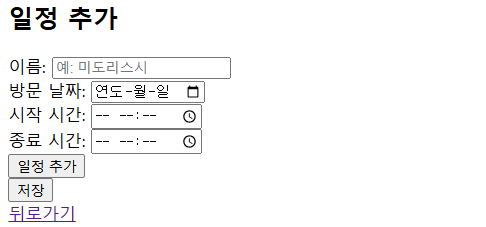 일정 추가
이름: 예: 미도리스시
방문 날짜: 연도-월-일
시작 시간: -- --:--
종료 시간: -- --:--
일정 추가
저장
뒤로가기